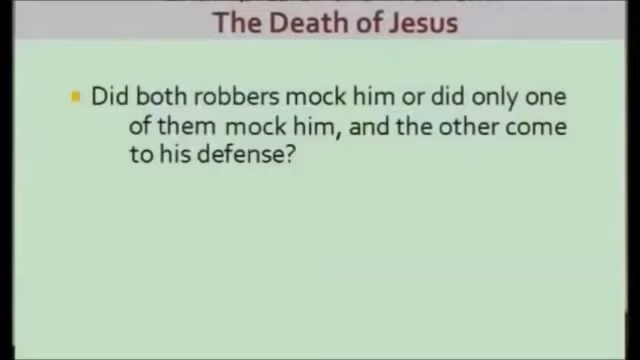 The Death of Jesus
Did both robbers mock him or did only one
of them mock him, and the other come
to his defense?